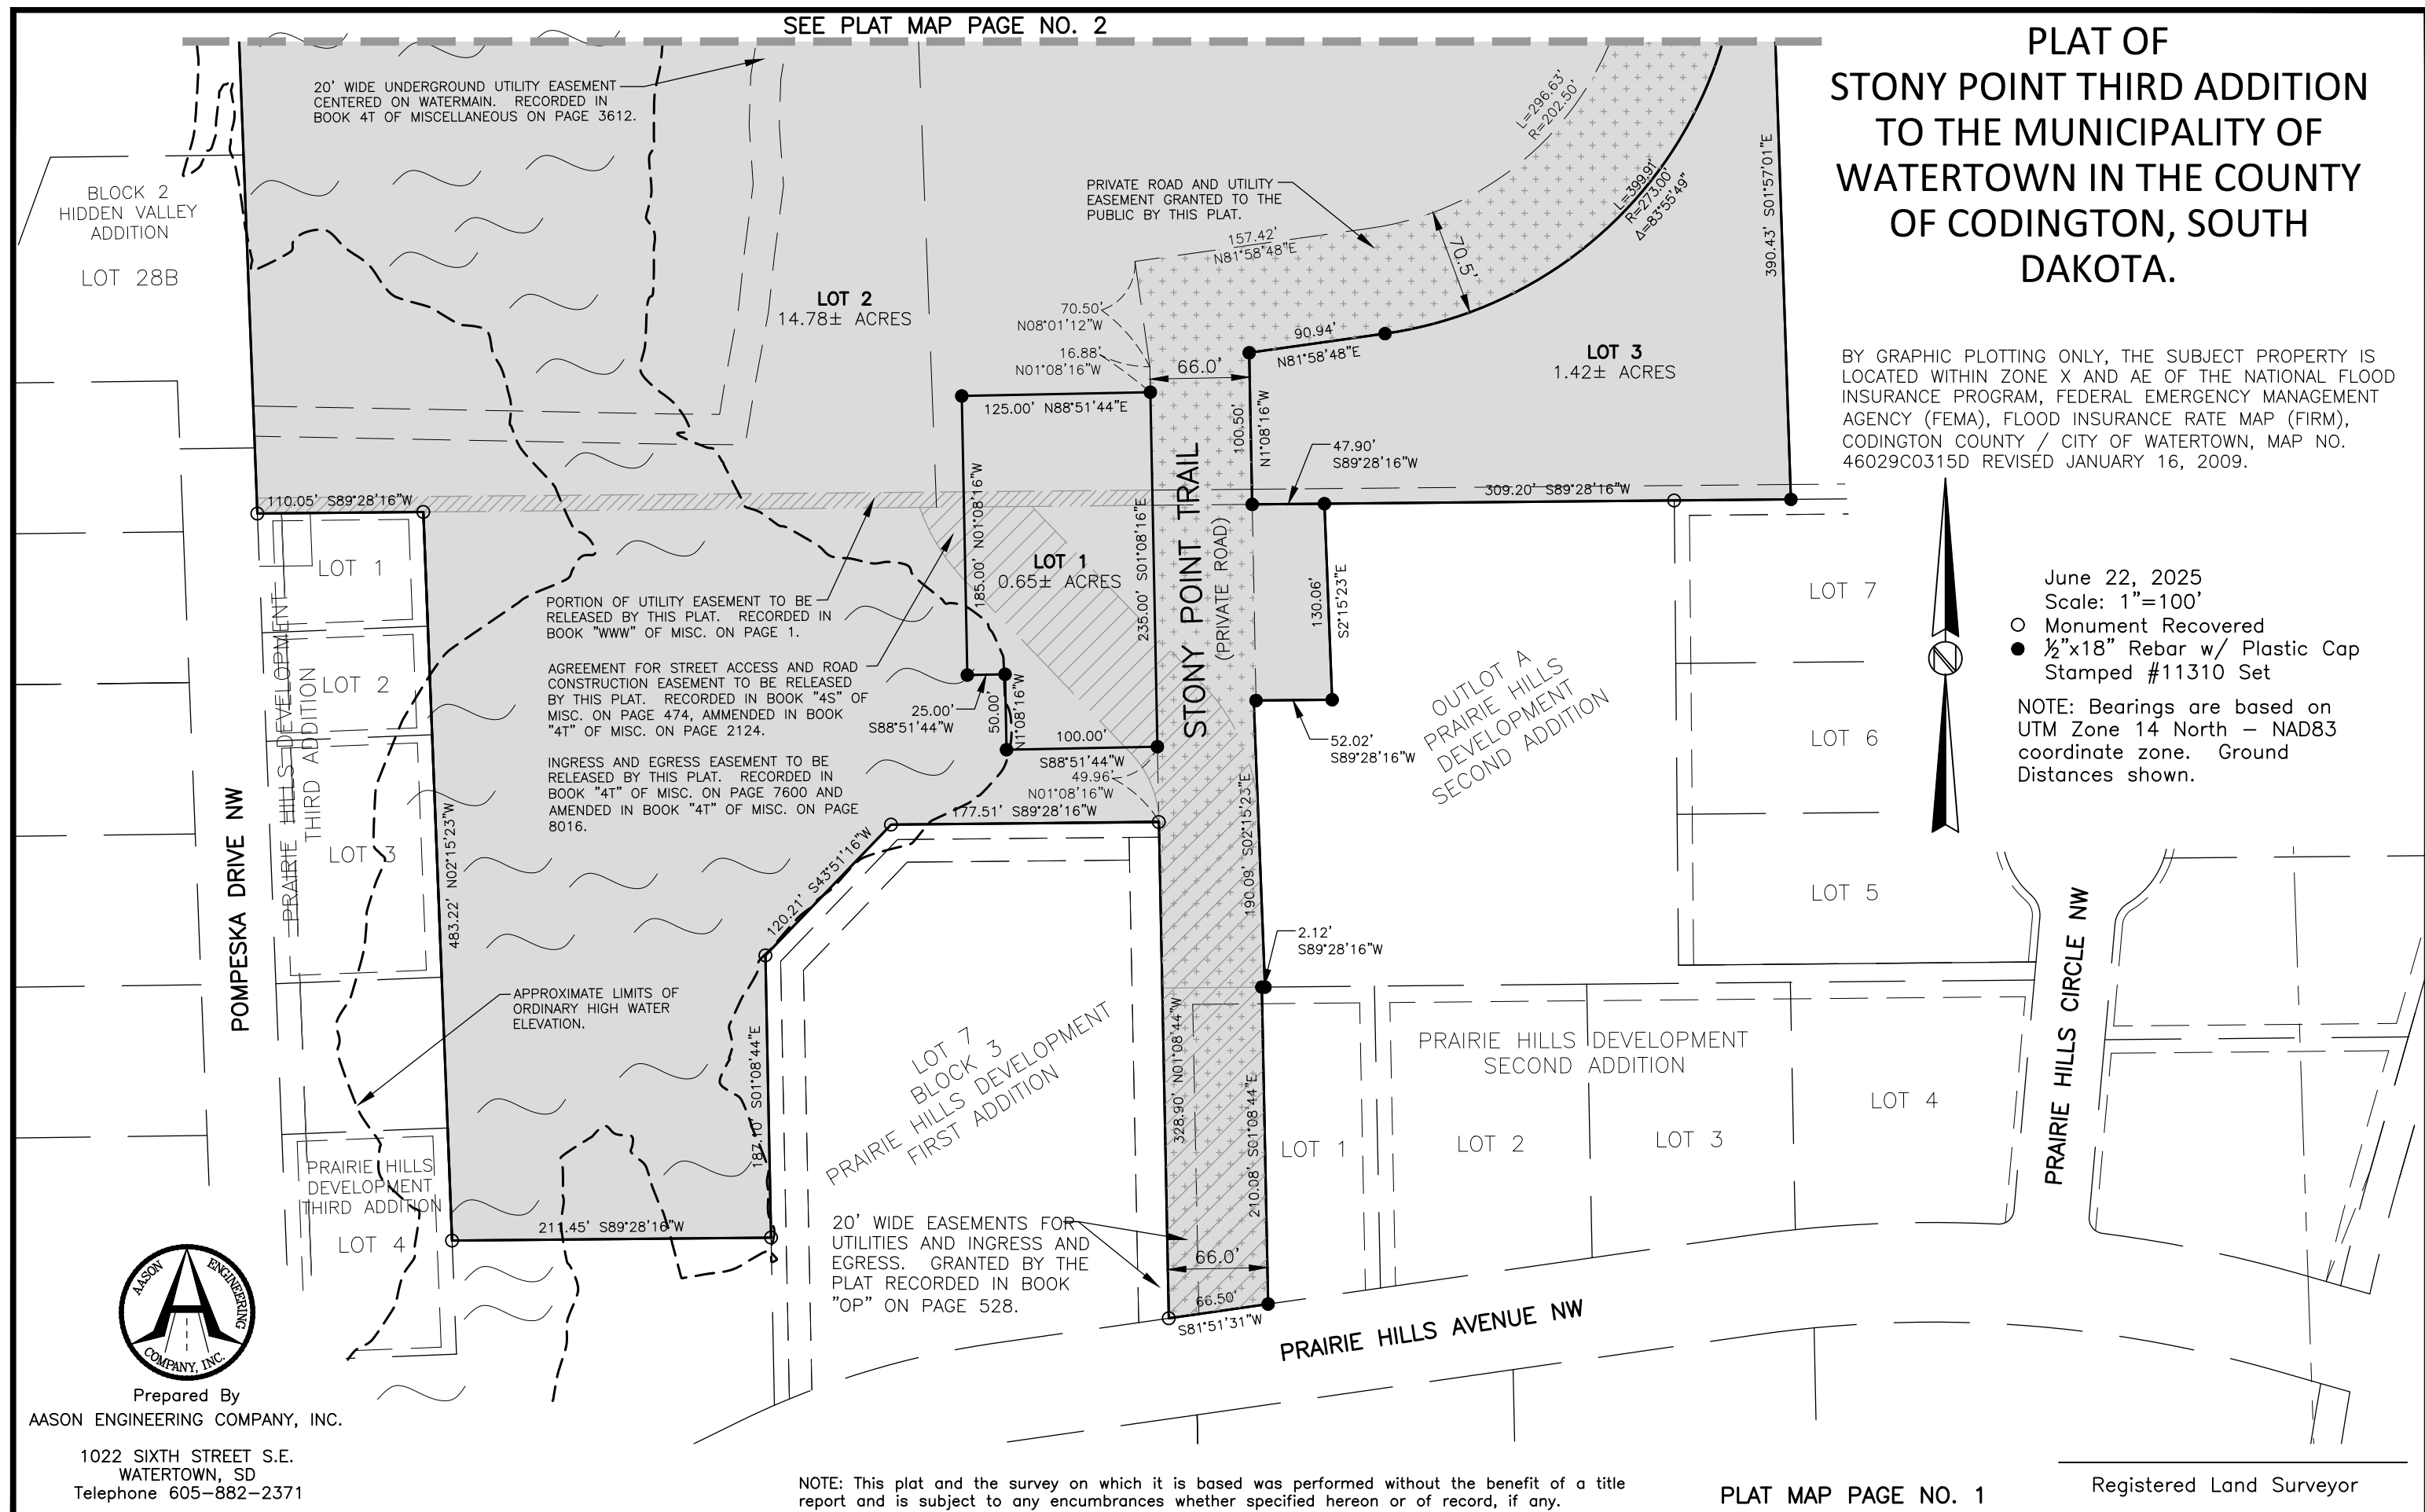 SEE PLAT MAP PAGE NO. 2
PLAT OF
STONY POINT THIRD ADDITION
TO THE MUNICIPALITY OF
WATERTOWN IN THE COUNTY
OF CODINGTON, SOUTH
DAKOTA.
BY GRAPHIC PLOTTING ONLY, THE SUBJECT PROPERTY IS
LOCATED WITHIN ZONE X AND AE OF THE NATIONAL FLOOD
INSURANCE PROGRAM, FEDERAL EMERGENCY MANAGEMENT
AGENCY (FEMA), FLOOD INSURANCE RATE MAP (FIRM),
CODINGTON COUNTY / CITY OF WATERTOWN, MAP NO.
46029C0315D REVISED JANUARY 16, 2009.
June 22, 2025
Scale: 1"=100'
Monument Recovered
½"x18" Rebar w/ Plastic Cap
Stamped #11310 Set
NOTE: Bearings are based on
UTM Zone 14 North – NAD83
coordinate zone. Ground
Distances shown.
20' WIDE UNDERGROUND UTILITY EASEMENT
CENTERED ON WATERMAIN. RECORDED IN
BOOK 4T OF MISCELLANEOUS ON PAGE 3612.
BLOCK 2
HIDDEN VALLEY
ADDITION
LOT 28B
LOT 2
14.78± ACRES
PRIVATE ROAD AND UTILITY
EASEMENT GRANTED TO THE
PUBLIC BY THIS PLAT.
L=296.63'
R=202.50'
L=399.91'
R=273.00'
Δ=83°55'49"
390.43' S01°57'01"E
157.42'
N81°58'48"E
70.5'
70.50'
N08°01'12"W
16.88'
N01°08'16"W
66.0'
90.94'
N81°58'48"E
LOT 3
1.42± ACRES
125.00' N88°51'44"E
100.50'
N1°08'16"W
47.90'
S89°28'16"W
309.20' S89°28'16"W
110.05' S89°28'16"W
185.00' N01°08'16"W
LOT 1
0.65± ACRES
235.00' S01°08'16"E
STONY POINT TRAIL
(PRIVATE ROAD)
130.06'
S2°15'23"E
PORTION OF UTILITY EASEMENT TO BE
RELEASED BY THIS PLAT. RECORDED IN
BOOK "WWW" OF MISC. ON PAGE 1.
AGREEMENT FOR STREET ACCESS AND ROAD
CONSTRUCTION EASEMENT TO BE RELEASED
BY THIS PLAT. RECORDED IN BOOK "4S" OF
MISC. ON PAGE 474, AMMENDED IN BOOK
"4T" OF MISC. ON PAGE 2124.
INGRESS AND EGRESS EASEMENT TO BE
RELEASED BY THIS PLAT. RECORDED IN
BOOK "4T" OF MISC. ON PAGE 7600 AND
AMENDED IN BOOK "4T" OF MISC. ON PAGE
8016.
25.00'
S88°51'44"W
50.00'
N1°08'16"W
100.00'
S88°51'44"W
49.96'
N01°08'16"W
177.51' S89°28'16"W
52.02'
S89°28'16"W
OUTLOT A
PRAIRIE HILLS
DEVELOPMENT
SECOND ADDITION
LOT 7
LOT 6
LOT 5
LOT 1
LOT 2
LOT 3
PRAIRIE HILLS DEVELOPMENT
THIRD ADDITION
POMPESKA DRIVE NW
483.22' N02°15'23"W
120.21' S43°51'16"W
190.09' S02°15'23"E
2.12'
S89°28'16"W
APPROXIMATE LIMITS OF
ORDINARY HIGH WATER
ELEVATION.
187.10' S01°08'44"E
LOT 7
BLOCK 3
PRAIRIE HILLS DEVELOPMENT
FIRST ADDITION
328.90' N01°08'44"W
210.08' S01°08'44"E
PRAIRIE HILLS DEVELOPMENT
SECOND ADDITION
LOT 1
LOT 2
LOT 3
LOT 4
PRAIRIE HILLS CIRCLE NW
PRAIRIE HILLS
DEVELOPMENT
THIRD ADDITION
LOT 4
211.45' S89°28'16"W
20' WIDE EASEMENTS FOR
UTILITIES AND INGRESS AND
EGRESS. GRANTED BY THE
PLAT RECORDED IN BOOK
"OP" ON PAGE 528.
66.0'
66.50'
S81°51'31"W
PRAIRIE HILLS AVENUE NW
AASON ENGINEERING
COMPANY, INC.
A
Prepared By
AASON ENGINEERING COMPANY, INC.
1022 SIXTH STREET S.E.
WATERTOWN, SD
Telephone 605–882–2371
NOTE: This plat and the survey on which it is based was performed without the benefit of a title
report and is subject to any encumbrances whether specified hereon or of record, if any.
PLAT MAP PAGE NO. 1
Registered Land Surveyor